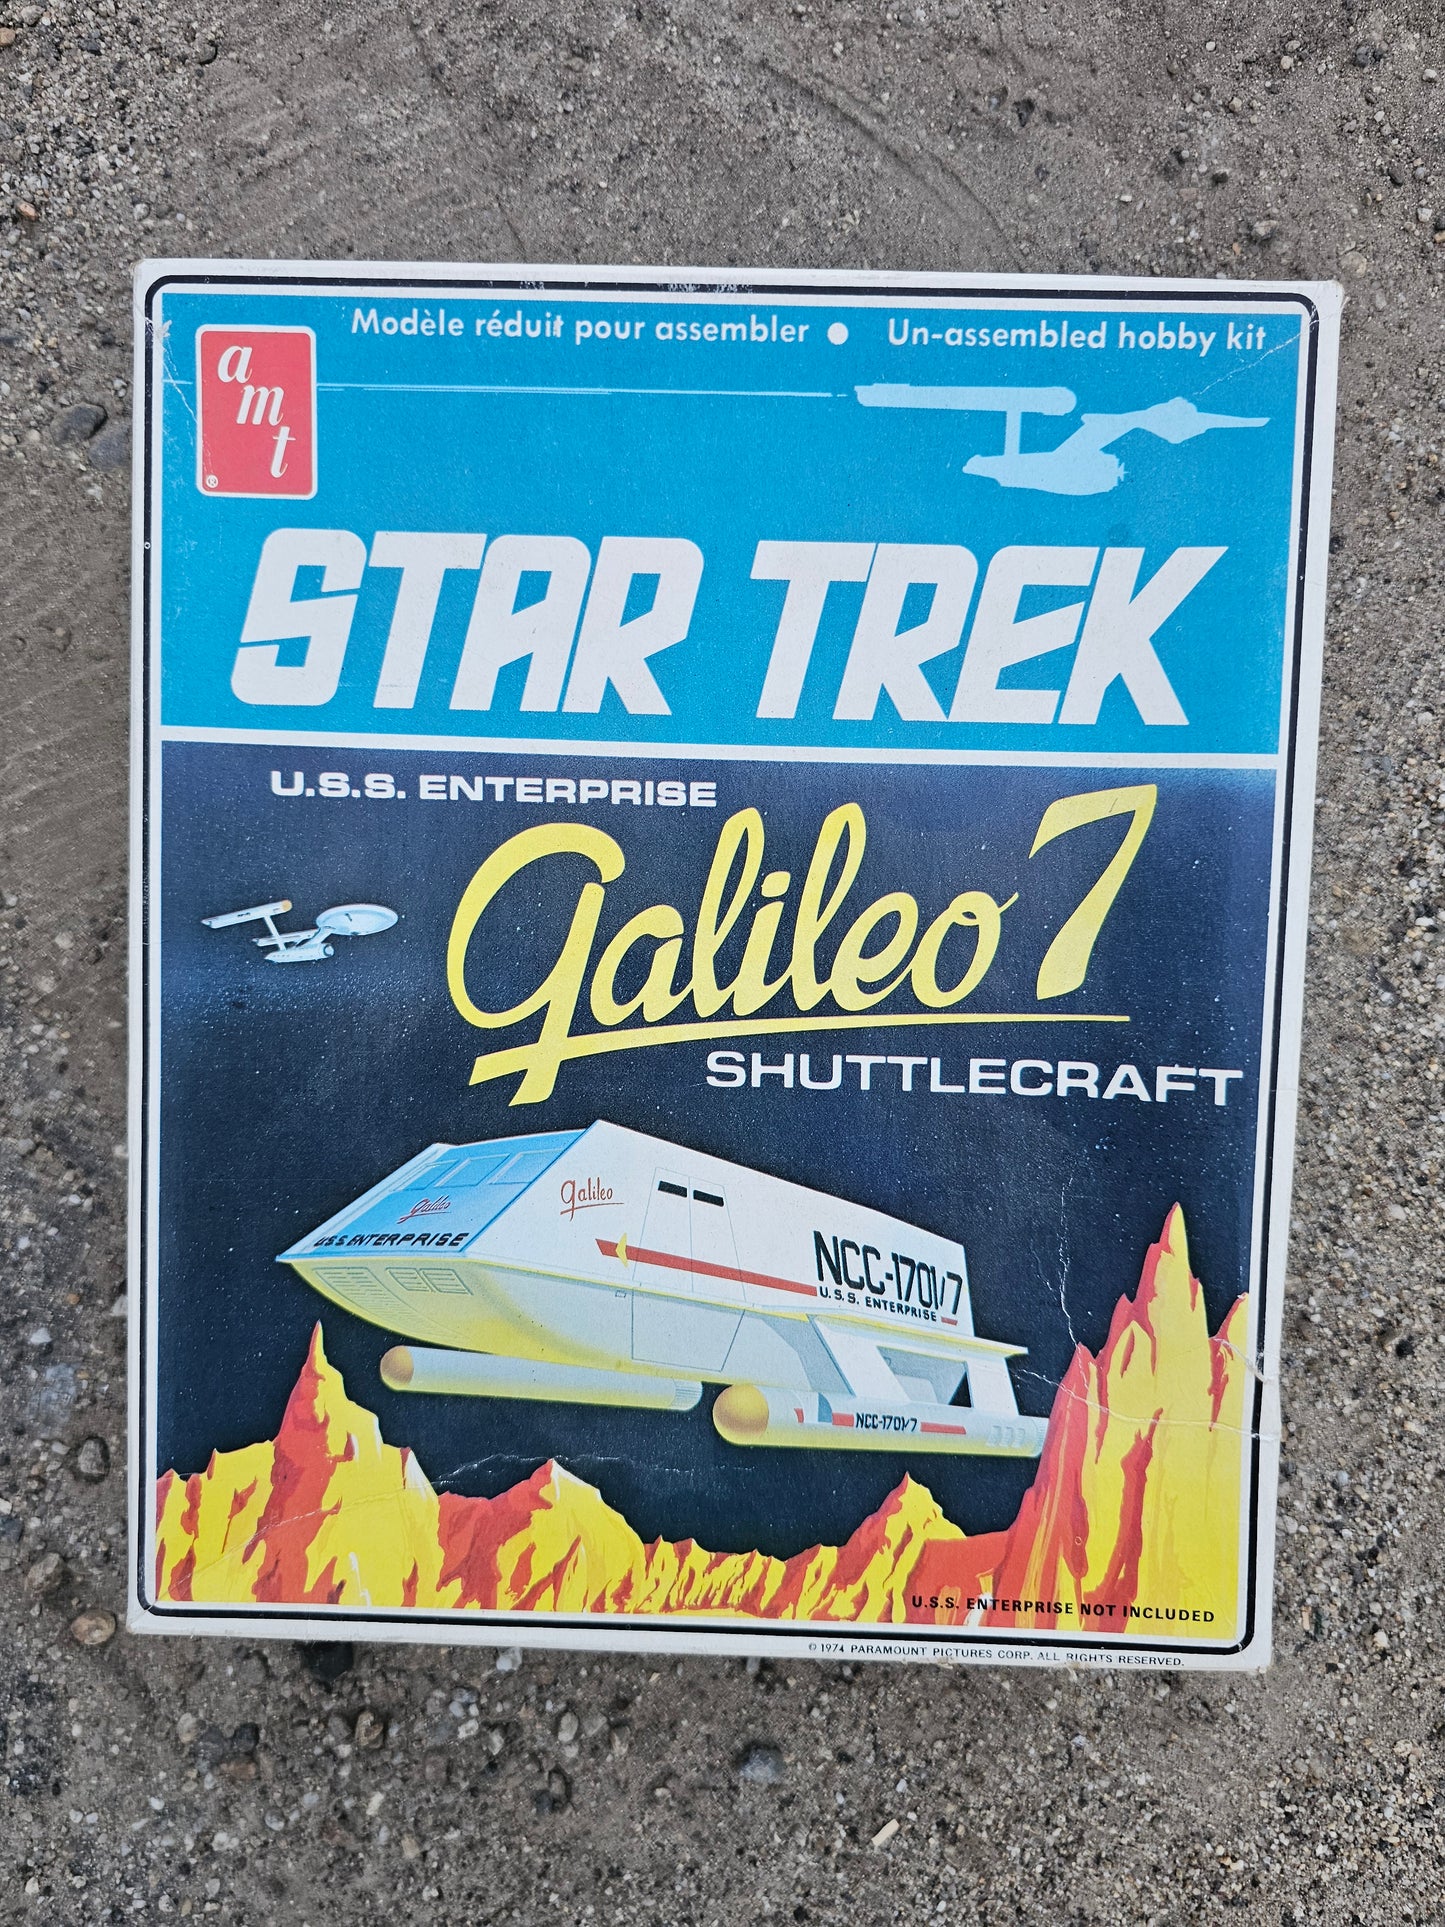 Modèle réduit pour assembler ● Un-assembled hobby kit
amt
®
STAR TREK
U.S.S. ENTERPRISE
Galileo 7
SHUTTLECRAFT
galileo
galileo
U.S.S. ENTERPRISE
NCC-1701/7
U.S.S. ENTERPRISE
NCC-1701/7
U.S.S. ENTERPRISE NOT INCLUDED
© 1974 PARAMOUNT PICTURES CORP. ALL RIGHTS RESERVED.